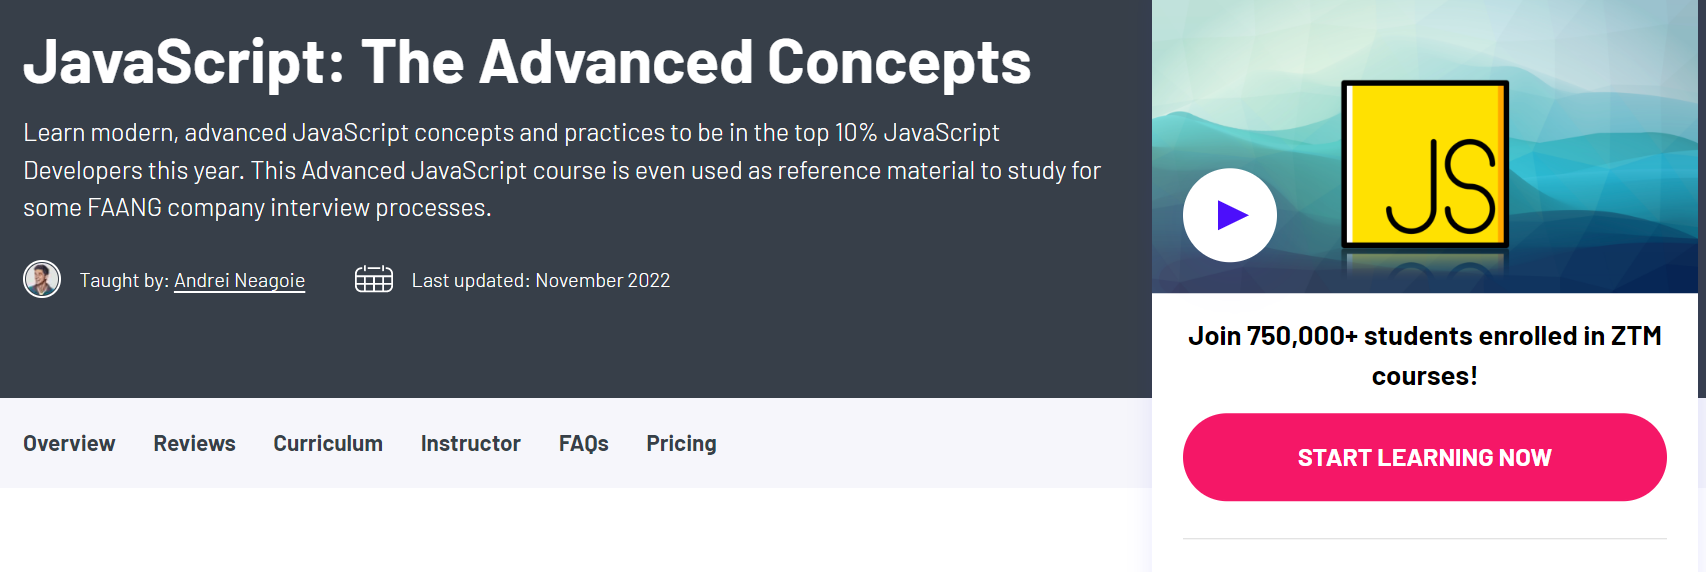 JavaScript: The Advanced Concepts
Learn modern, advanced JavaScript concepts and practices to be in the top 10% JavaScript
Developers this year. This Advanced JavaScript course is even used as reference material to study for
some FAANG company interview processes.
Taught by: Andrei Neagoie
Last updated: November 2022
Overview
Reviews
Curriculum
Instructor
FAQs
Pricing
JS
Join 750,000+ students enrolled in ZTM
courses!
START LEARNING NOW